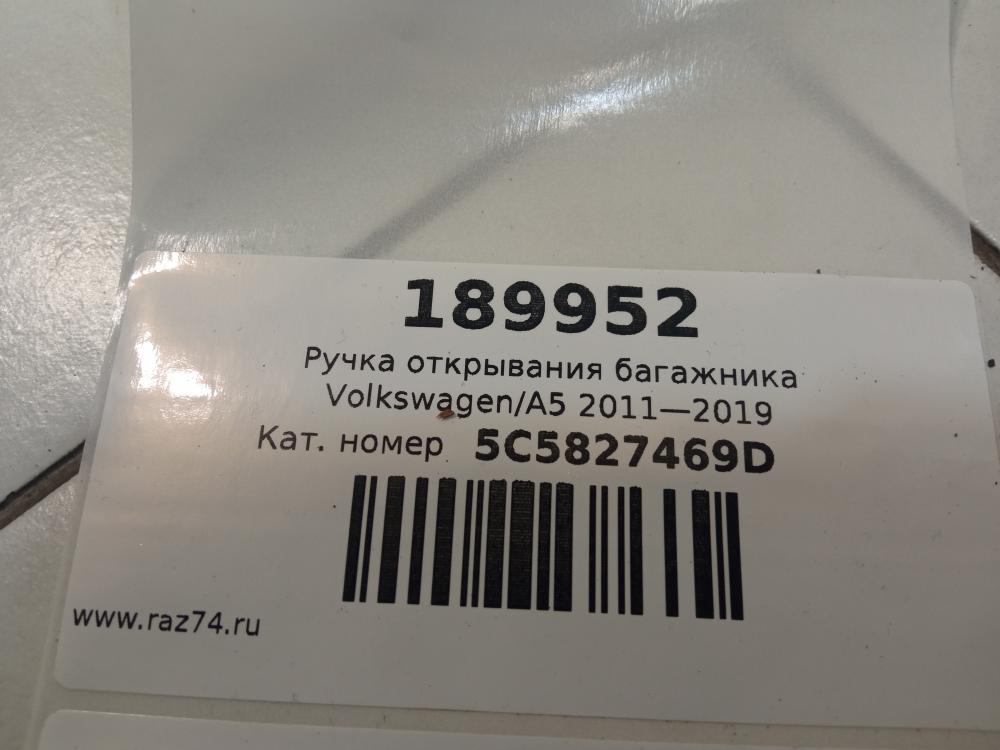 189952
Ручка открывания багажника
Volkswagen/A5 2011—2019
Кат. номер 5C5827469D
www.raz74.ru